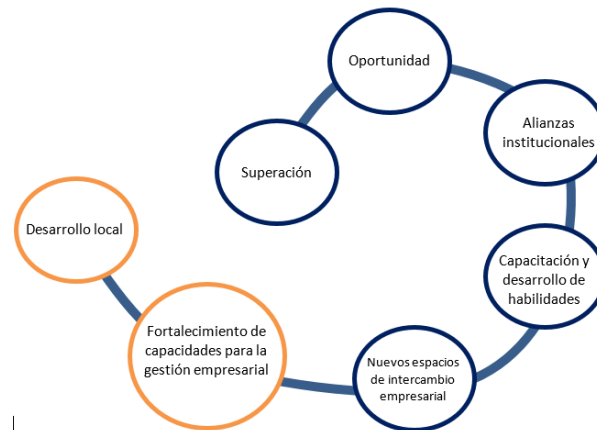 Oportunidad
Alianzas
institucionales
Superación
Desarrollo local
Capacitación y
desarrollo de
habilidades
Fortalecimiento de
capacidades para la
gestión empresarial
Nuevos espacios
de intercambio
empresarial